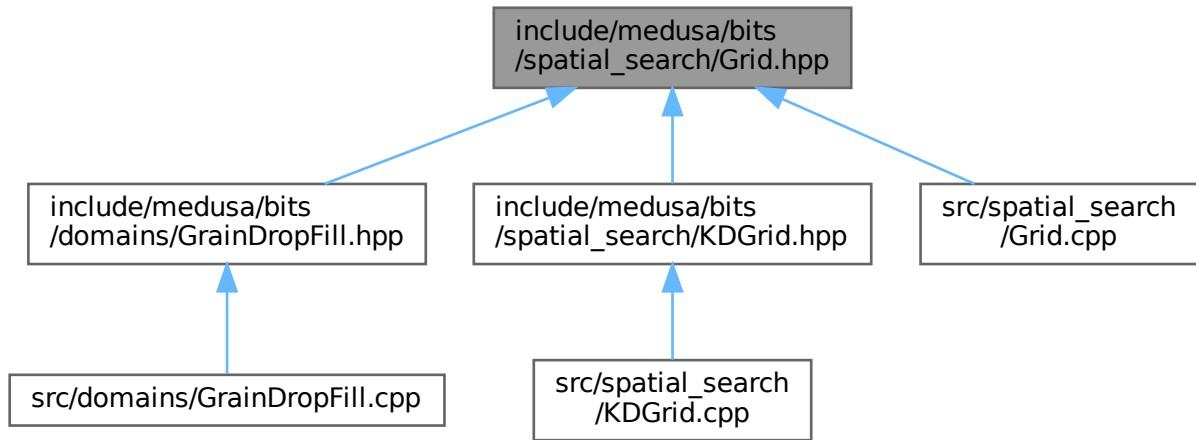 include/medusa/bits
/spatial_search/Grid.hpp
include/medusa/bits
/domains/GrainDropFill.hpp
include/medusa/bits
/spatial_search/KDGrid.hpp
src/spatial_search
/Grid.cpp
src/domains/GrainDropFill.cpp
src/spatial_search
/KDGrid.cpp